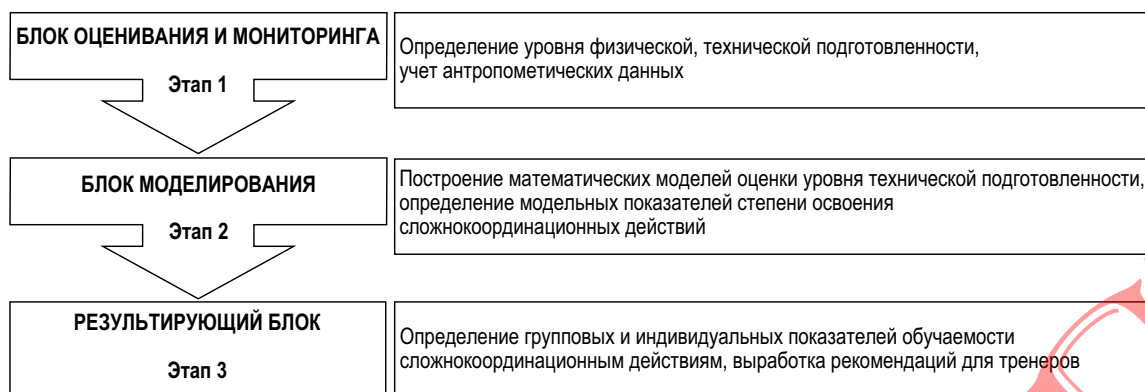 БЛОК ОЦЕНИВАНИЯ И МОНИТОРИНГА
Этап 1
Определение уровня физической, технической подготовленности,
учет антропометических данных
БЛОК МОДЕЛИРОВАНИЯ
Этап 2
Построение математических моделей оценки уровня технической подготовленности,
определение модельных показателей степени освоения
сложнокоординационных действий
РЕЗУЛЬТИРУЮЩИЙ БЛОК
Этап 3
Определение групповых и индивидуальных показателей обучаемости
сложнокоординационным действиям, выработка рекомендаций для тренеров